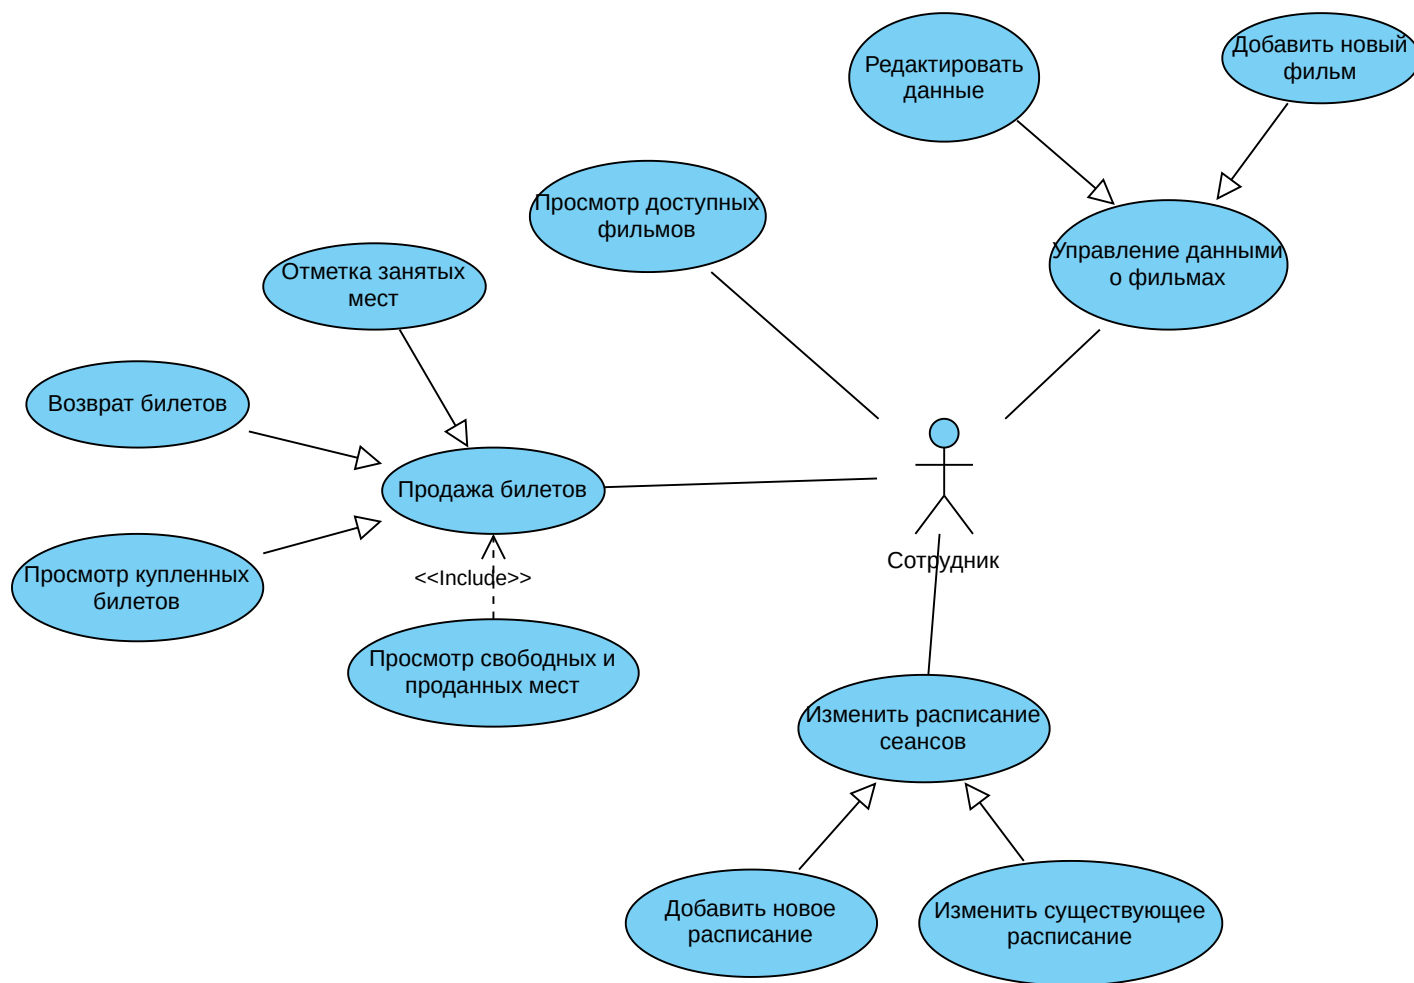 Редактировать
данные
Добавить новый
фильм
Просмотр доступных
фильмов
Управление данными
о фильмах
Отметка занятых
мест
Возврат билетов
Продажа билетов
Просмотр купленных
билетов
<<Include>>
Сотрудник
Просмотр свободных и
проданных мест
Изменить расписание
сеансов
Добавить новое
расписание
Изменить существующее
расписание